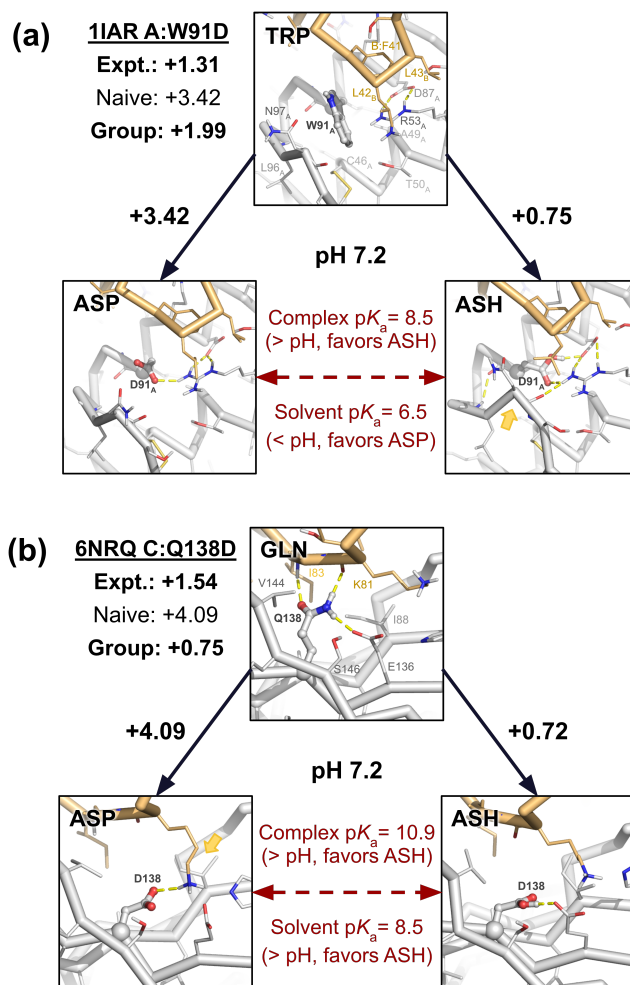 (a)
1IAR A:W91D
Expt.: +1.31
Naive: +3.42
Group: +1.99
TRP
B:F41
L43B
L42B
D87A
N97A
W91A
R53A
A49A
L96A
C46A
T50A
+3.42
+0.75
pH 7.2
ASP
D91A
Complex pKa = 8.5
(> pH, favors ASH)
Solvent pKa = 6.5
(< pH, favors ASP)
ASH
D91A
(b)
6NRQ C:Q138D
Expt.: +1.54
Naive: +4.09
Group: +0.75
GLN
I83
K81
V144
Q138
I88
S146
E136
+4.09
+0.72
pH 7.2
ASP
D138
Complex pKa = 10.9
(> pH, favors ASH)
Solvent pKa = 8.5
(> pH, favors ASH)
ASH
D138